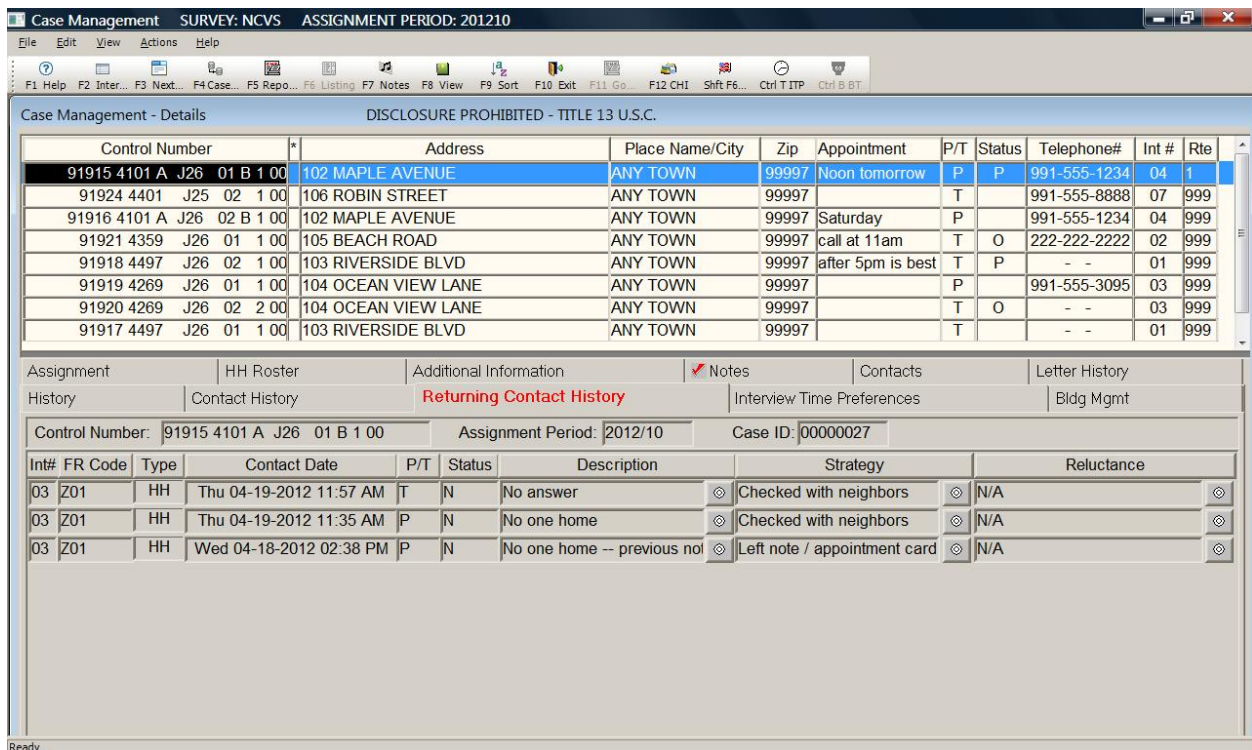 Case Management SURVEY: NCVS ASSIGNMENT PERIOD: 201210
File Edit View Actions Help
F1 Help F2 Inter... F3 Next... F4 Case... F5 Repo... F6 Listing F7 Notes F8 View F9 Sort F10 Exit F11 Go... F12 CHI Shft F6... Ctrl T ITP Ctrl B BT
Case Management - Details DISCLOSURE PROHIBITED - TITLE 13 U.S.C.
Control Number * Address Place Name/City Zip Appointment P/T Status Telephone# Int # Rte
91915 4101 A J26 01 B 1 00 102 MAPLE AVENUE ANY TOWN 99997 Noon tomorrow P P 991-555-1234 04 1
91924 4401 J25 02 1 00 106 ROBIN STREET ANY TOWN 99997 T 991-555-8888 07 999
91916 4101 A J26 02 B 1 00 102 MAPLE AVENUE ANY TOWN 99997 Saturday P 991-555-1234 04 999
91921 4359 J26 01 1 00 105 BEACH ROAD ANY TOWN 99997 call at 11am T O 222-222-2222 02 999
91918 4497 J26 02 1 00 103 RIVERSIDE BLVD ANY TOWN 99997 after 5pm is best T P - - 01 999
91919 4269 J26 01 1 00 104 OCEAN VIEW LANE ANY TOWN 99997 P 991-555-3095 03 999
91920 4269 J26 02 2 00 104 OCEAN VIEW LANE ANY TOWN 99997 T O - - 03 999
91917 4497 J26 01 1 00 103 RIVERSIDE BLVD ANY TOWN 99997 T - - 01 999
Assignment HH Roster Additional Information Notes Contacts Letter History
History Contact History Returning Contact History Interview Time Preferences Bldg Mgmt
Control Number: 91915 4101 A J26 01 B 1 00 Assignment Period: 2012/10 Case ID: 00000027
Int# FR Code Type Contact Date P/T Status Description Strategy Reluctance
03 Z01 HH Thu 04-19-2012 11:57 AM T N No answer Checked with neighbors N/A
03 Z01 HH Thu 04-19-2012 11:35 AM P N No one home Checked with neighbors N/A
03 Z01 HH Wed 04-18-2012 02:38 PM P N No one home -- previous not Left note / appointment card N/A
Ready